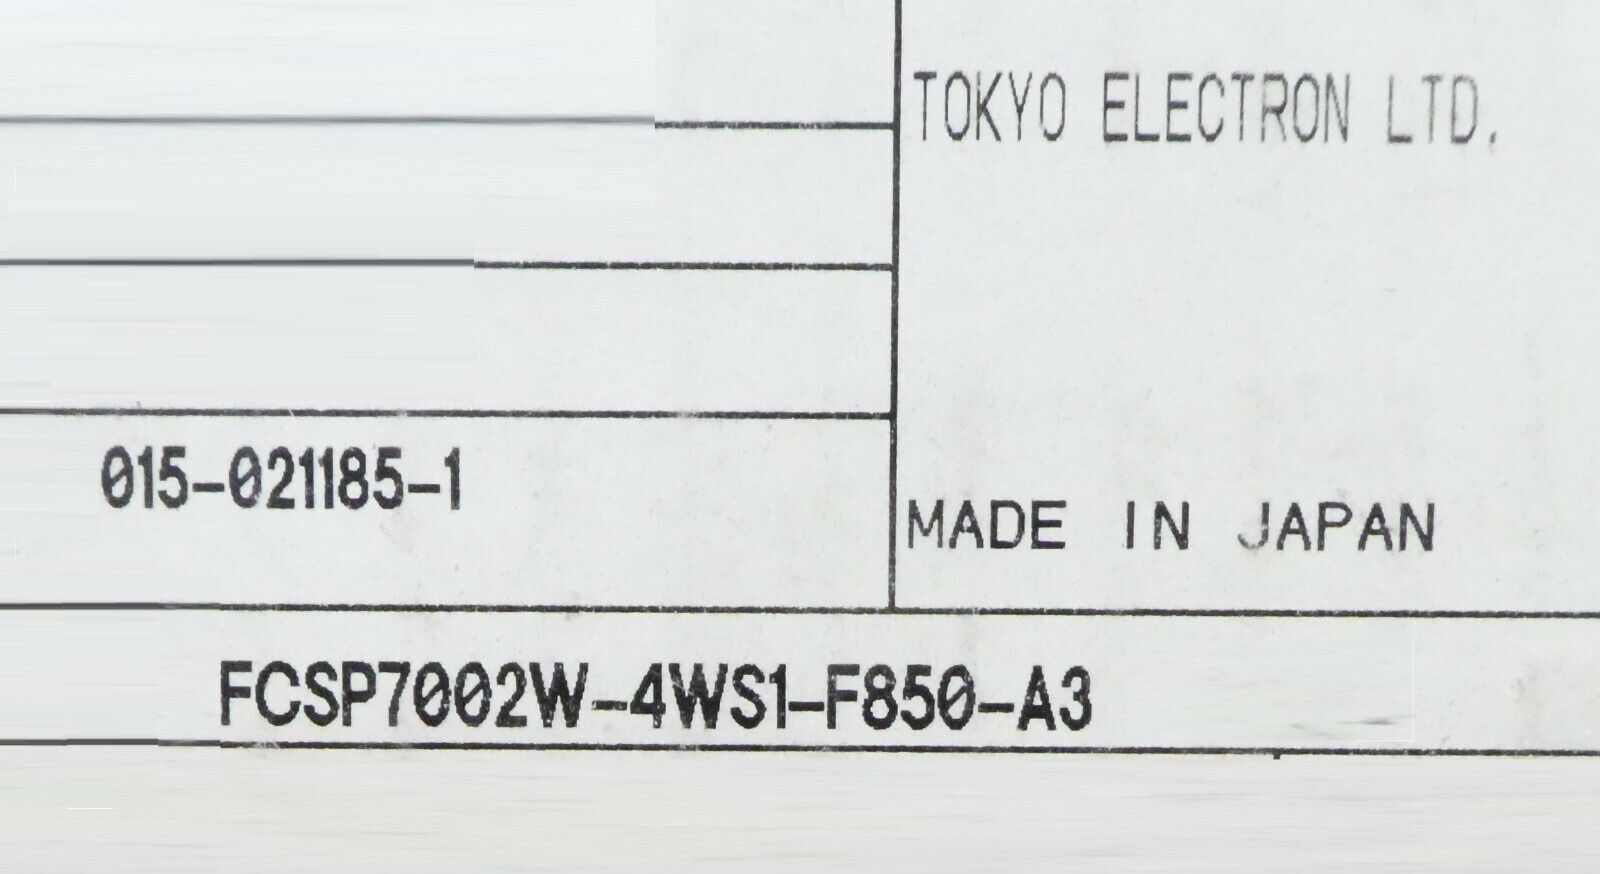 TOKYO ELECTRON LTD.
015-021185-1
MADE IN JAPAN
FCSP7002W-4WS1-F850-A3